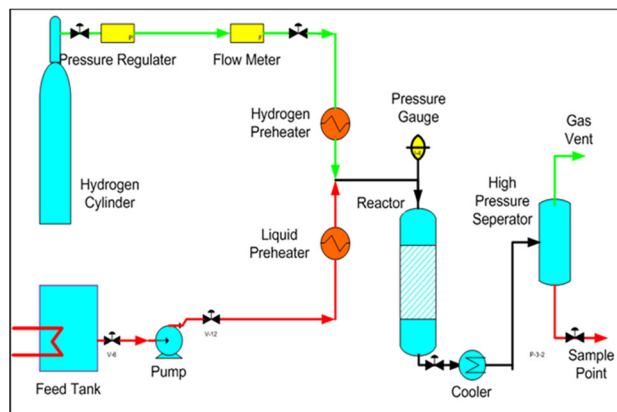 Pressure Regulater
Flow Meter
Pressure
Gauge
Hydrogen
Preheater
Gas
Vent
Hydrogen
Cylinder
Reactor
High
Pressure
Seperator
Liquid
Preheater
V-12
V-6
Feed Tank
Pump
Cooler
P-3-2
Sample
Point